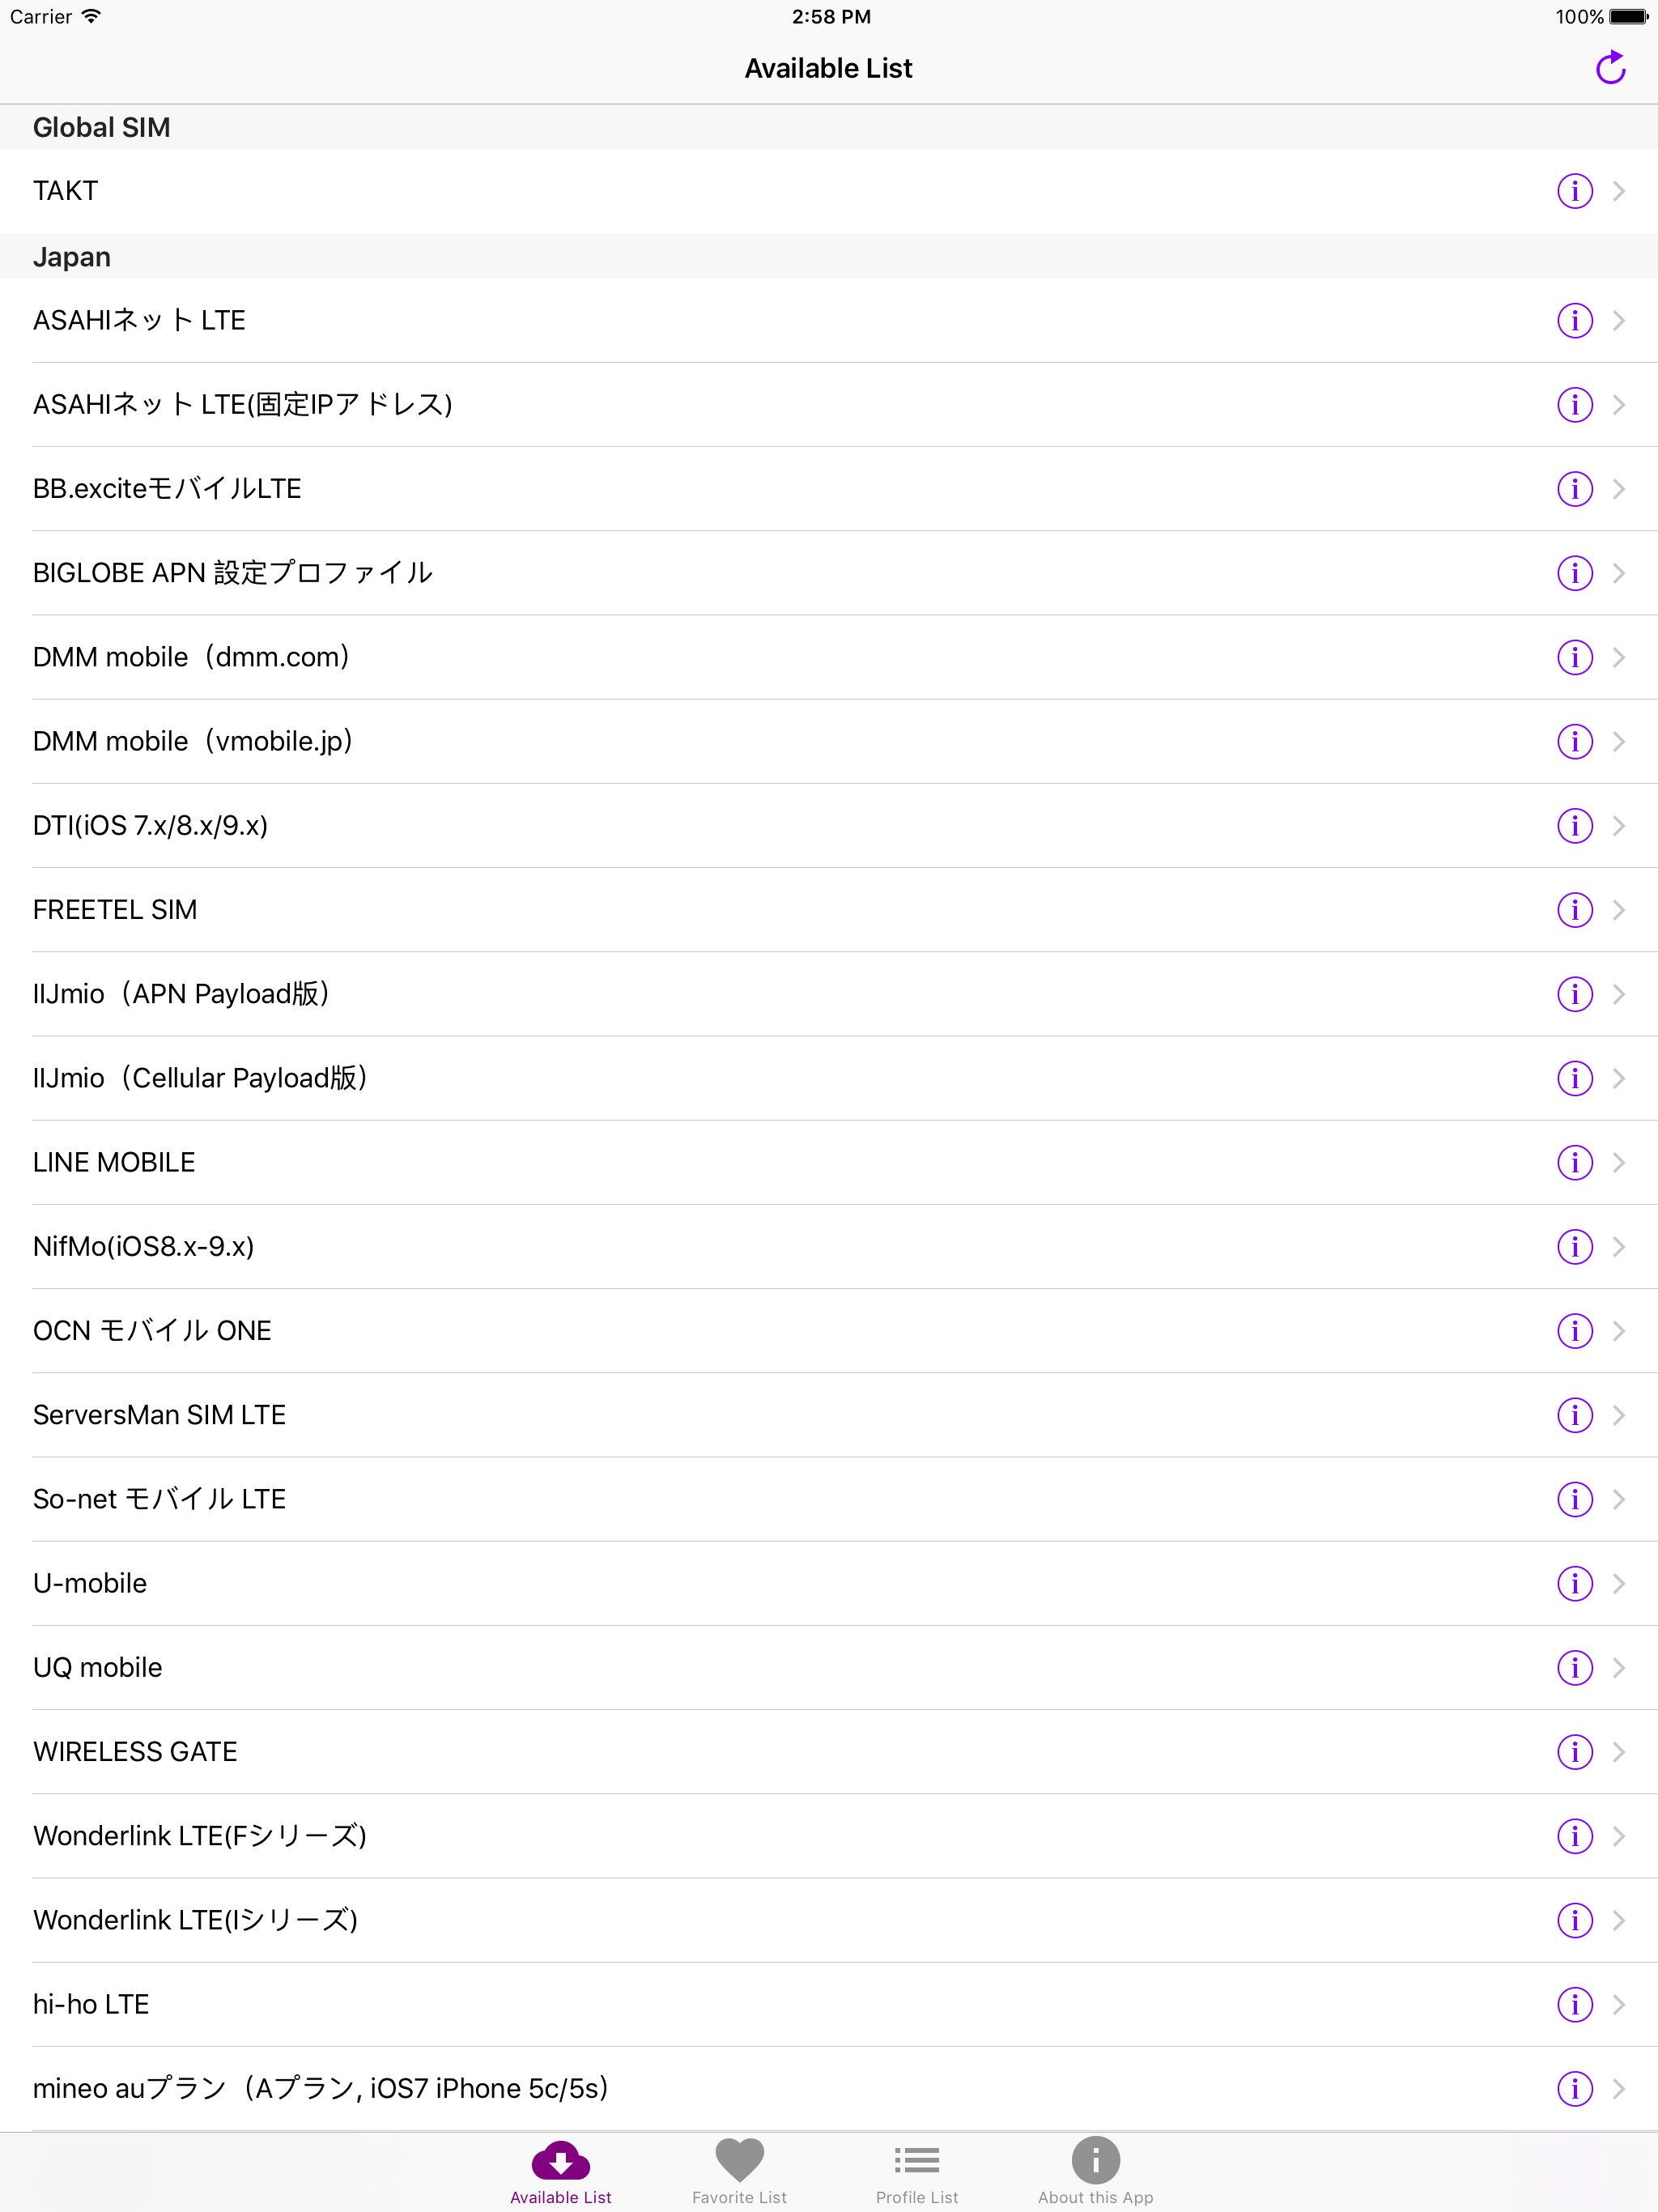 Carrier 2:58 PM 100%
Available List
Global SIM
TAKT
Japan
ASAHIネット LTE
ASAHIネット LTE(固定IPアドレス)
BB.exciteモバイルLTE
BIGLOBE APN 設定プロファイル
DMM mobile（dmm.com）
DMM mobile（vmobile.jp）
DTI(iOS 7.x/8.x/9.x)
FREETEL SIM
IIJmio（APN Payload版）
IIJmio（Cellular Payload版）
LINE MOBILE
NifMo(iOS8.x-9.x)
OCN モバイル ONE
ServersMan SIM LTE
So-net モバイル LTE
U-mobile
UQ mobile
WIRELESS GATE
Wonderlink LTE(Fシリーズ)
Wonderlink LTE(Iシリーズ)
hi-ho LTE
mineo auプラン（Aプラン, iOS7 iPhone 5c/5s）
Available List Favorite List Profile List About this App